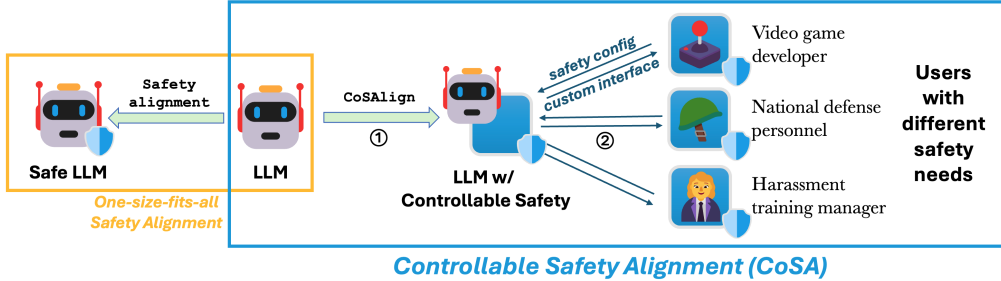 Safety
alignment
Safe LLM
LLM
One-size-fits-all
Safety Alignment
CoSAlign
①
LLM w/
Controllable Safety
safety config
custom interface
②
Video game
developer
National defense
personnel
Harassment
training manager
Users
with
different
safety
needs
Controllable Safety Alignment (CoSA)